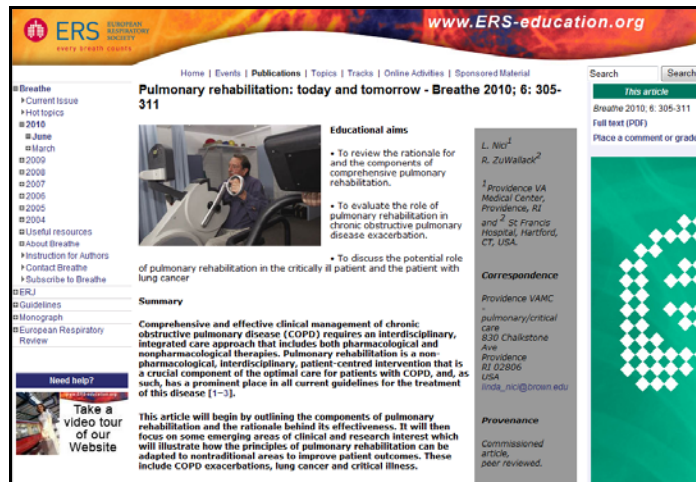 www.ERS-education.org
ERS
EUROPEAN
RESPIRATORY
SOCIETY
every breath counts
Home | Events | Publications | Topics | Tracks | Online Activities | Sponsored Material
Breathe
Current Issue
Hot topics
2010
June
March
2009
2008
2007
2006
2005
2004
Useful resources
About Breathe
Instruction for Authors
Contact Breathe
Subscribe to Breathe
ERJ
Guidelines
Monograph
European Respiratory
Review
Need help?
Take a
video tour
of our
Website
Pulmonary rehabilitation: today and tomorrow - Breathe 2010; 6: 305-
311
Educational aims
• To review the rationale for
and the components of
comprehensive pulmonary
rehabilitation.
• To evaluate the role of
pulmonary rehabilitation in
chronic obstructive pulmonary
disease exacerbation.
• To discuss the potential role
of pulmonary rehabilitation in the critically ill patient and the patient with
lung cancer
Summary
Comprehensive and effective clinical management of chronic
obstructive pulmonary disease (COPD) requires an interdisciplinary,
integrated care approach that includes both pharmacological and
nonpharmacological therapies. Pulmonary rehabilitation is a non-
pharmacological, interdisciplinary, patient-centred intervention that is
a crucial component of the optimal care for patients with COPD, and, as
such, has a prominent place in all current guidelines for the treatment
of this disease [1–3].
This article will begin by outlining the components of pulmonary
rehabilitation and the rationale behind its effectiveness. It will then
focus on some emerging areas of clinical and research interest which
will illustrate how the principles of pulmonary rehabilitation can be
adapted to nontraditional areas to improve patient outcomes. These
include COPD exacerbations, lung cancer and critical illness.
L. Nici1
R. ZuWallack2
1Providence VA
Medical Center,
Providence, RI
and 2 St Francis
Hospital, Hartford,
CT, USA.
Correspondence
Providence VAMC
-
pulmonary/critical
care
830 Chalkstone
Ave
Providence
RI 02806
USA
linda_nici@brown.edu
Provenance
Commissioned
article,
peer reviewed.
Search
Search
This article
Breathe 2010; 6: 305-311
Full text (PDF)
Place a comment or grade